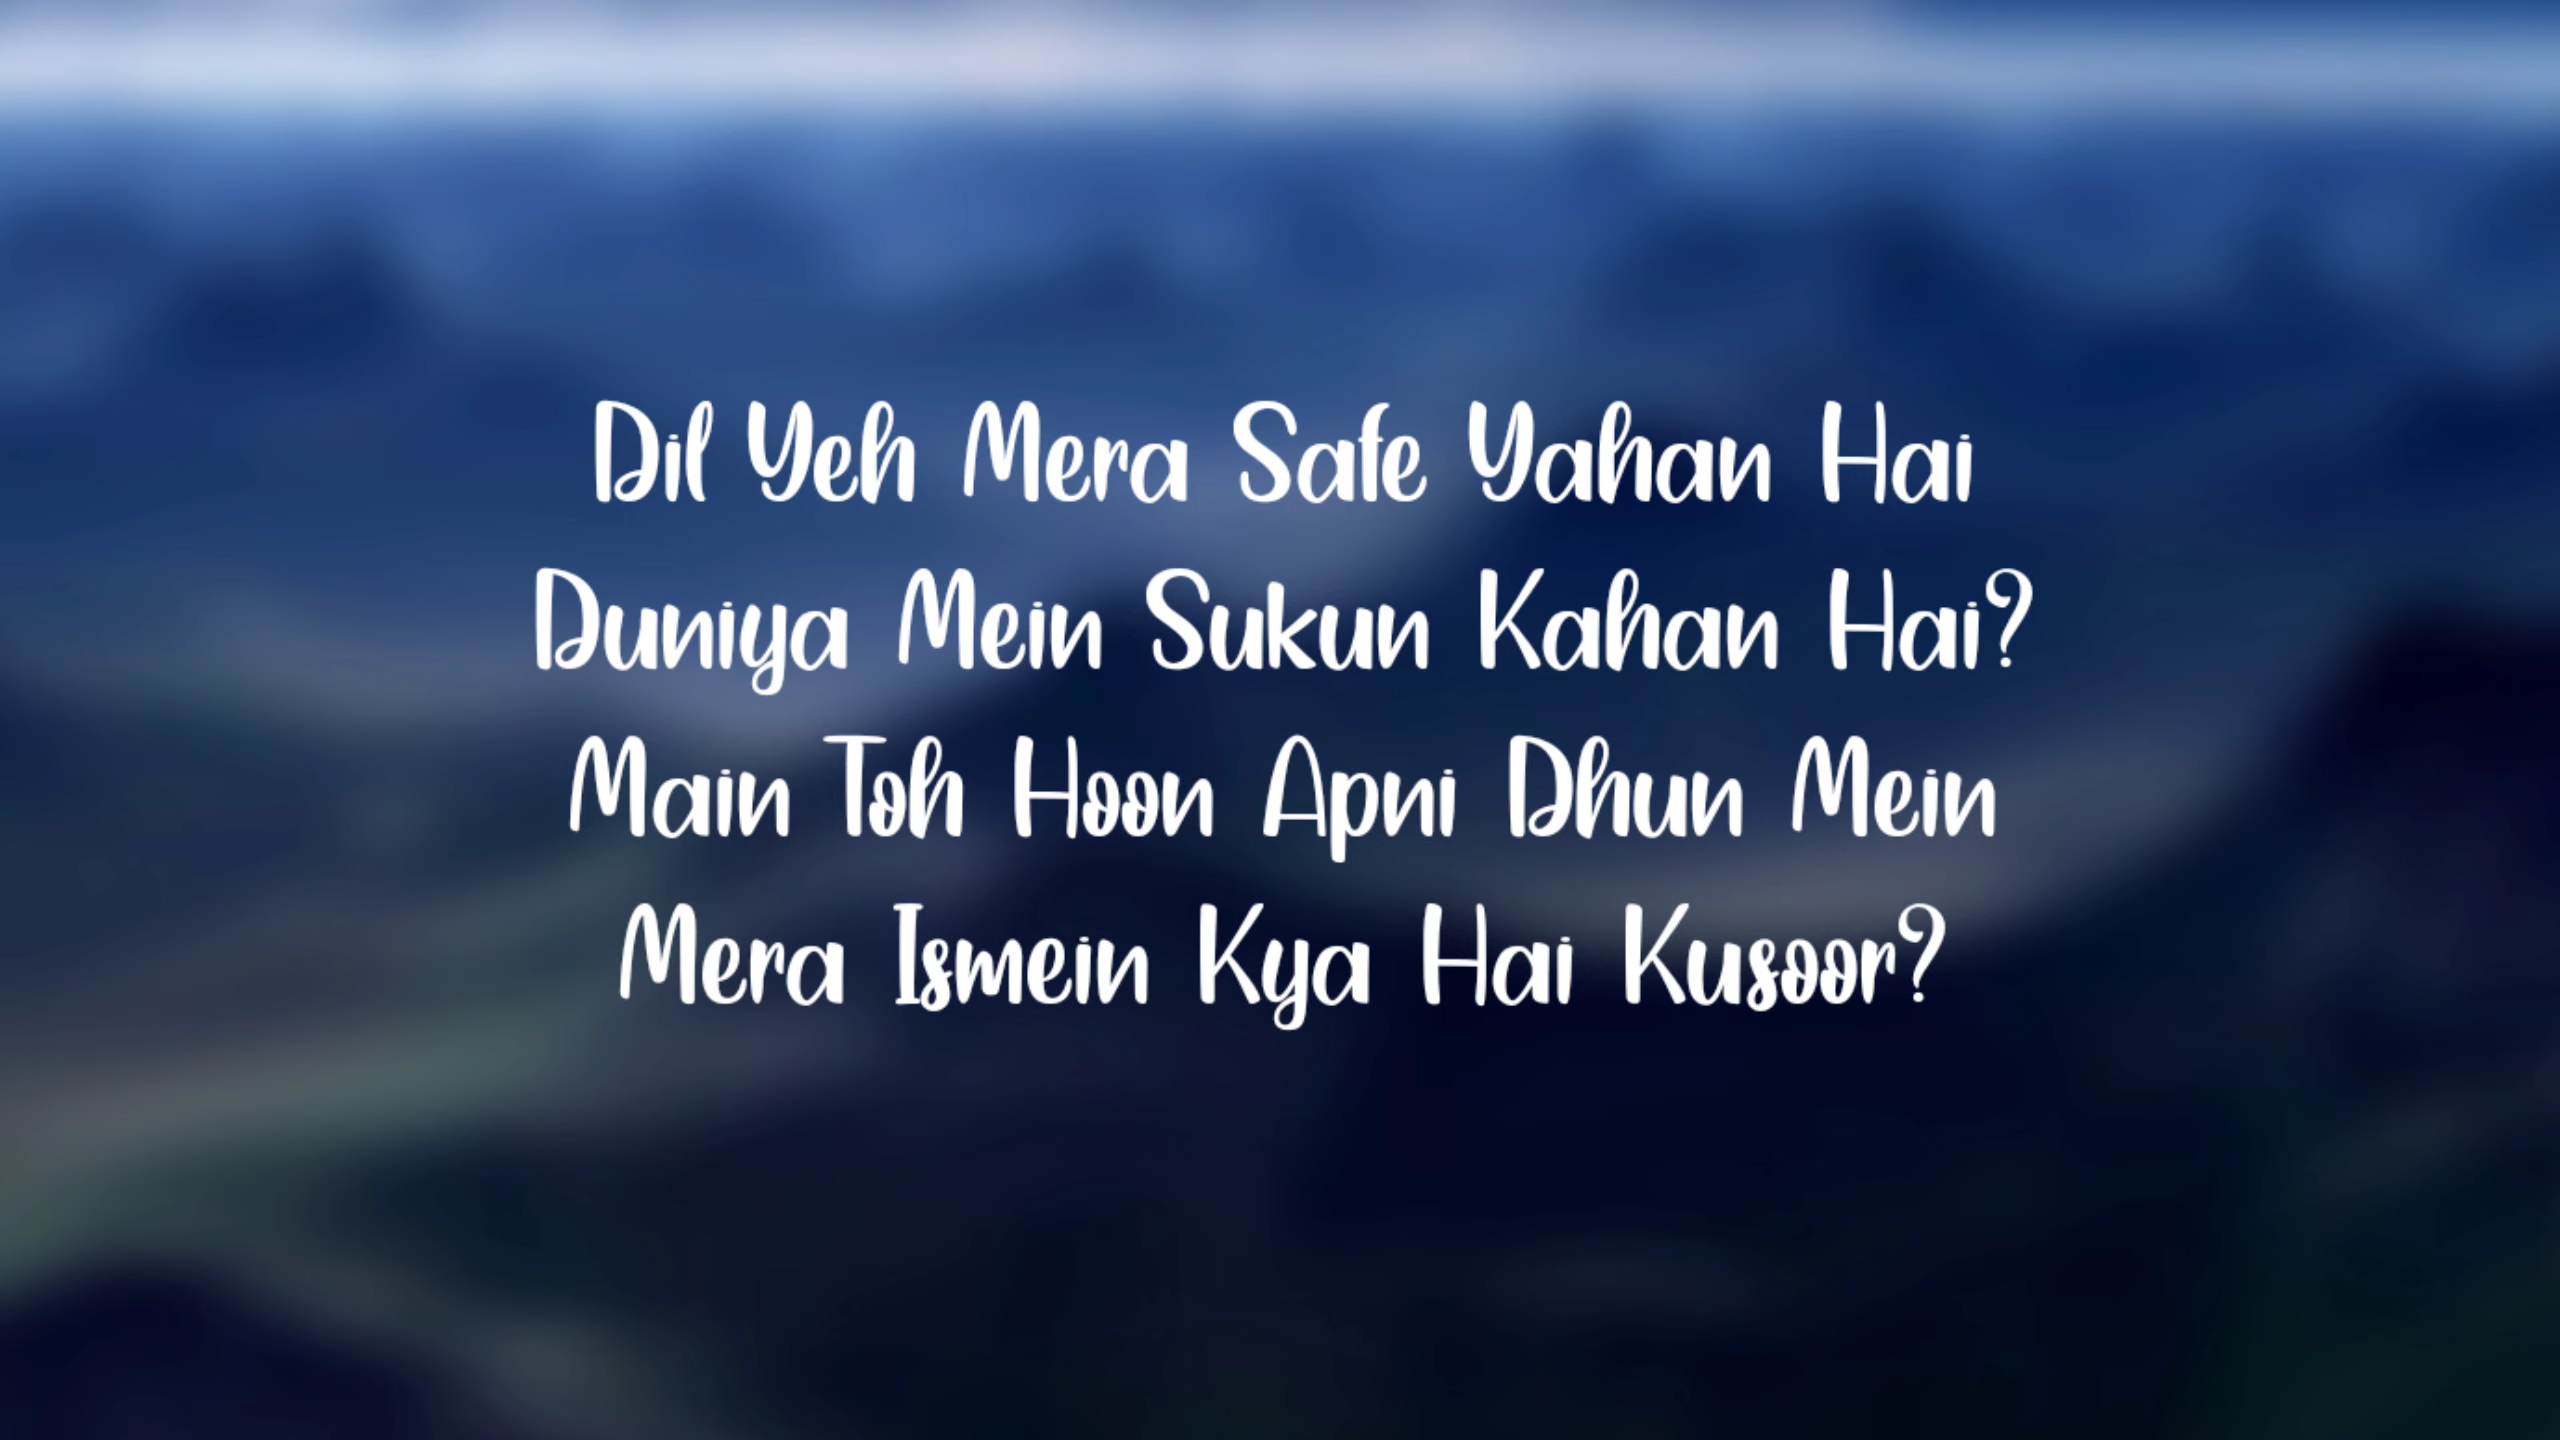 Dil Yeh Mera Safe Yahan Hai
Duniya Mein Sukun Kahan Hai?
Main Toh Hoon Apni Dhun Mein
Mera Ismein Kya Hai Kusoor?